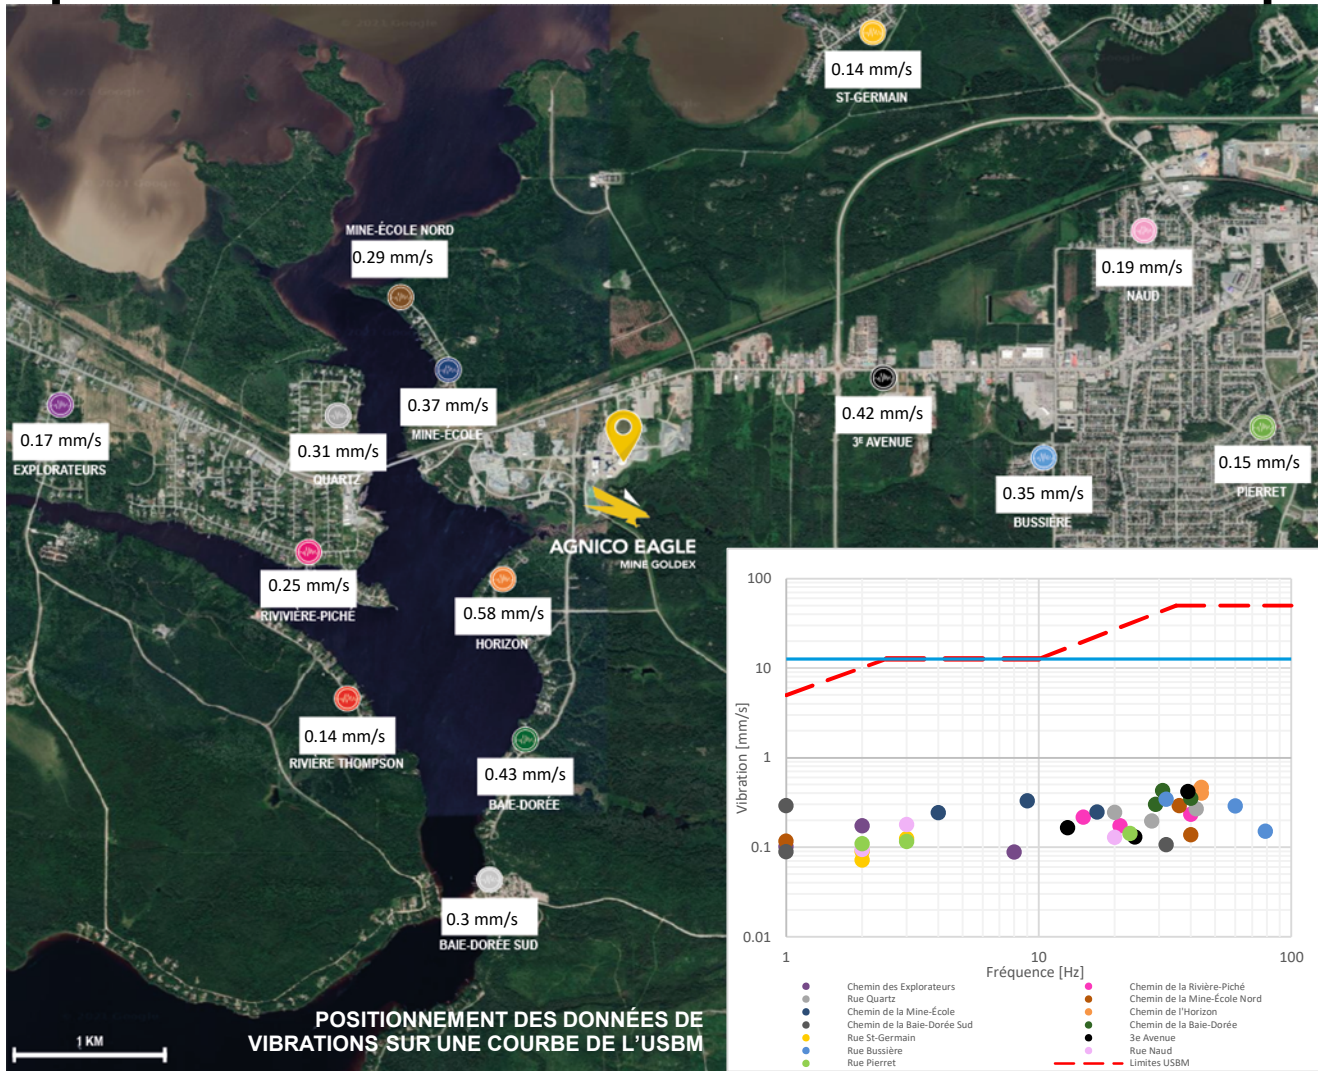 0.14 mm/s
ST-GERMAIN
MINE-ÉCOLE NORD
0.29 mm/s
0.19 mm/s
NAUD
0.37 mm/s
MINE-ÉCOLE
0.42 mm/s
3E AVENUE
0.17 mm/s
EXPLORATEURS
0.31 mm/s
QUARTZ
0.15 mm/s
PIERRET
0.35 mm/s
BUSSIÈRE
AGNICO EAGLE
MINE GOLDEX
0.25 mm/s
RIVIVIÈRE-PICHÉ
0.58 mm/s
HORIZON
0.14 mm/s
RIVIÈRE THOMPSON
0.43 mm/s
BAIE-DORÉE
0.3 mm/s
BAIE-DORÉE SUD
POSITIONNEMENT DES DONNÉES DE
VIBRATIONS SUR UNE COURBE DE L'USBM
1 KM
100
10
1
0.1
0.01
Vibration [mm/s]
1 10 100
Fréquence [Hz]
Chemin des Explorateurs Chemin de la Rivière-Piché
Rue Quartz Chemin de la Mine-École Nord
Chemin de la Mine-École Chemin de l'Horizon
Chemin de la Baie-Dorée Sud Chemin de la Baie-Dorée
Rue St-Germain 3e Avenue
Rue Bussière Rue Naud
Rue Pierret Limites USBM